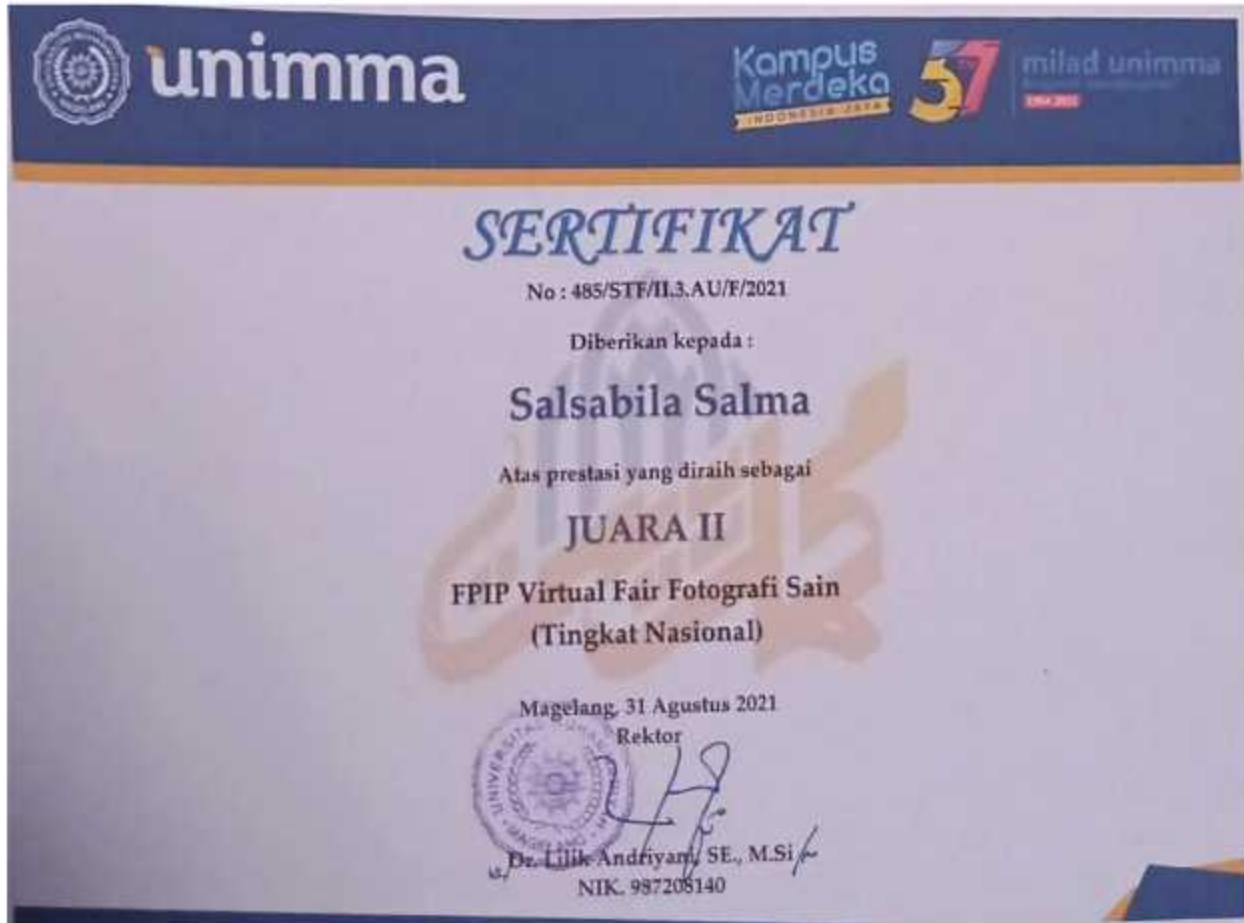 unimma
Kampus
Merdeka
INDONESIA JAYA
57
milad unimma
SERTIFIKAT
No : 485/STF/II.3.AU/F/2021
Diberikan kepada :
Salsabila Salma
Atas prestasi yang diraih sebagai
JUARA II
FPIP Virtual Fair Fotografi Sain
(Tingkat Nasional)
Magelang, 31 Agustus 2021
Rektor
Dr. Lilik Andriyani, SE., M.Si
NIK. 987208140